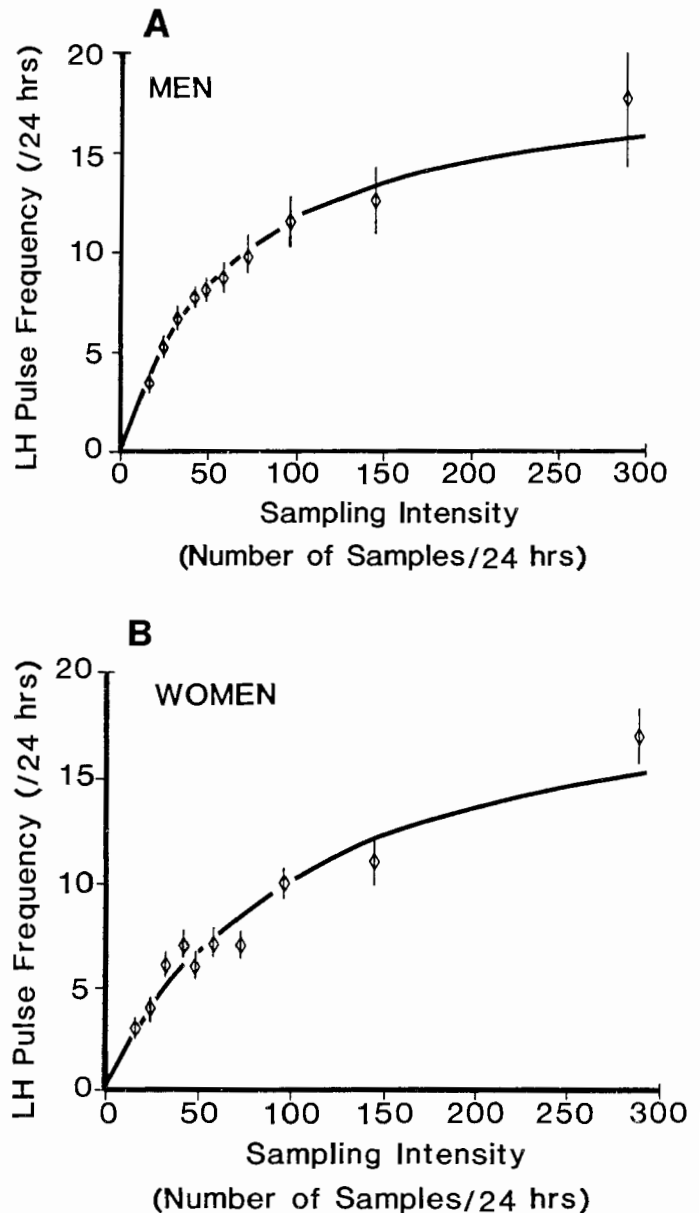 A
MEN
LH Pulse Frequency (/24 hrs)
20
15
10
5
0
0 50 100 150 200 250 300
Sampling Intensity
(Number of Samples/24 hrs)
B
WOMEN
LH Pulse Frequency (/24 hrs)
20
15
10
5
0
0 50 100 150 200 250 300
Sampling Intensity
(Number of Samples/24 hrs)